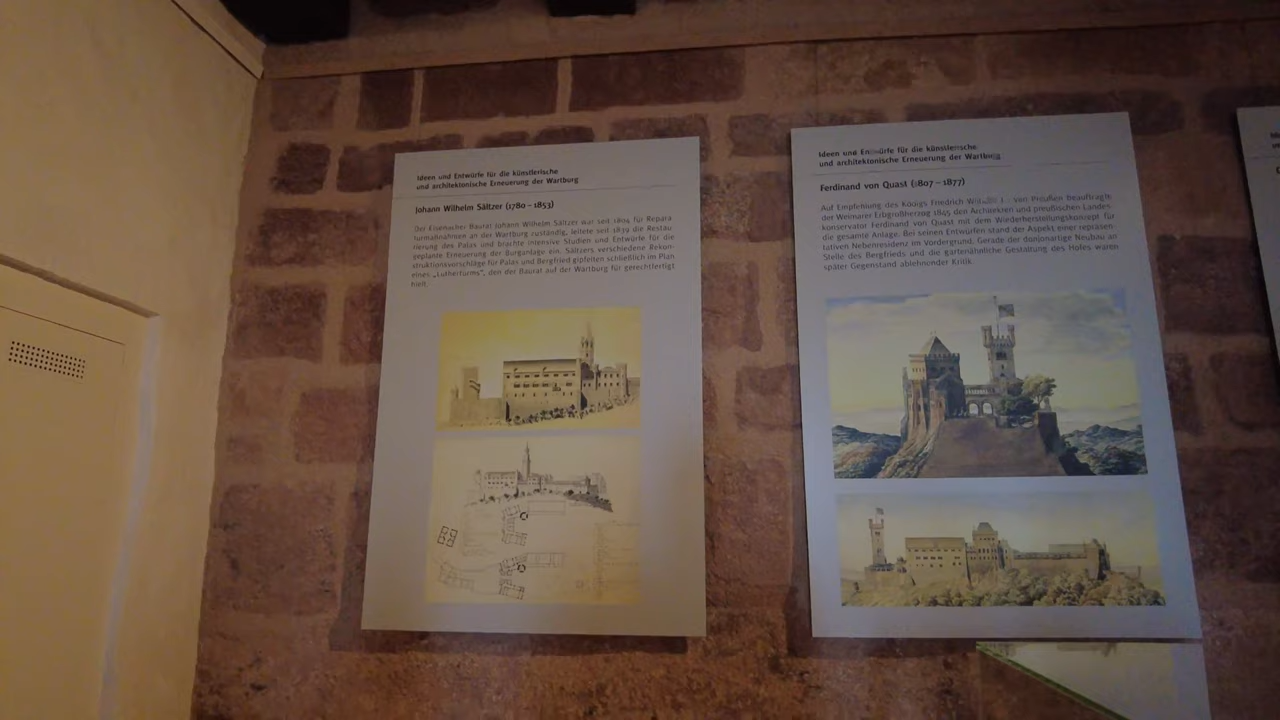 Ideen und Entwürfe für die künstlerische
und architektonische Erneuerung der Wartburg
Johann Wilhelm Sältzer (1780 – 1853)
Der Eisenacher Baurat Johann Wilhelm Sältzer war seit 1804 für Repara-
turmaßnahmen an der Wartburg zuständig, leitete seit 1839 die Restau-
rierung des Palas und brachte intensive Studien und Entwürfe für die
geplante Erneuerung der Burganlage ein. Sältzers verschiedene Rekon-
struktionsvorschläge für Palas und Bergfried gipfelten schließlich im Plan
eines „Lutherturms“, den der Baurat auf der Wartburg für gerechtfertigt
hielt.
Ideen und Entwürfe für die künstlerische
und architektonische Erneuerung der Wartburg
Ferdinand von Quast (1807 – 1877)
Auf Empfehlung des Königs Friedrich von Preußen beauftragte
der Weimarer Erbgroßherzog 1845 den Architekten und preußischen Landes-
konservator Ferdinand von Quast mit dem Wiederherstellungskonzept für
die gesamte Anlage. Bei seinen Entwürfen stand der Aspekt einer repräsen-
tativen Nebenresidenz im Vordergrund. Gerade der donjonartige Neubau an
Stelle des Bergfrieds und die gartenähnliche Gestaltung des Hofes waren
später Gegenstand ablehnender Kritik.